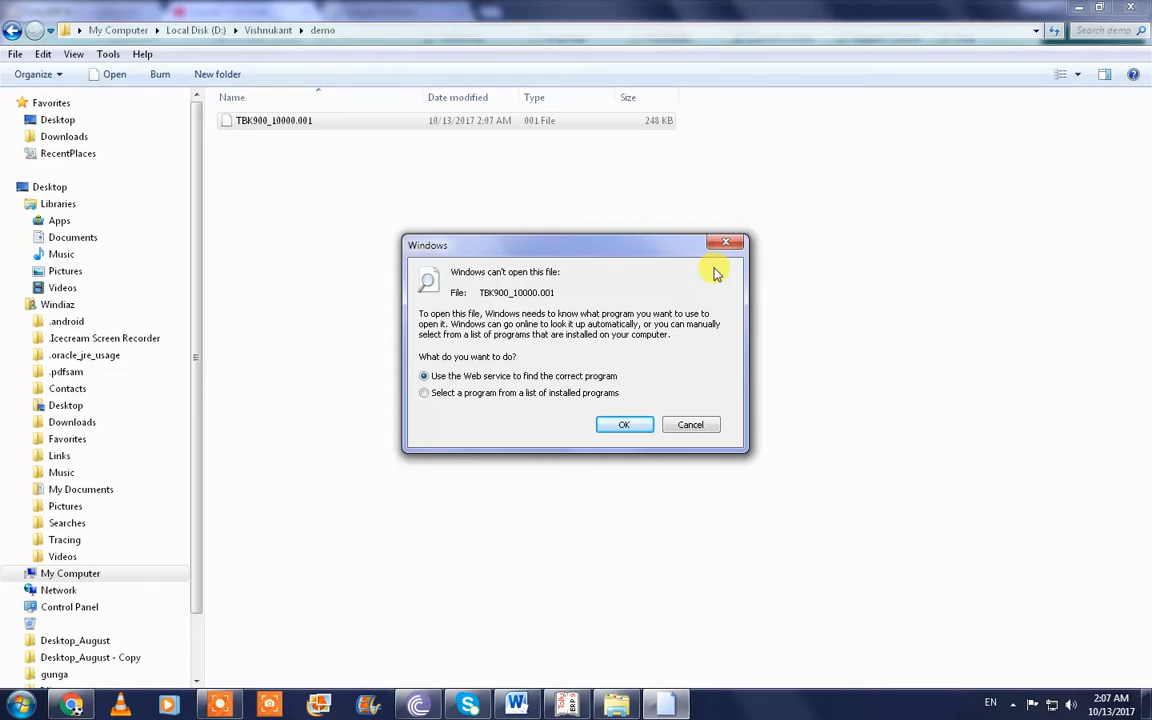 My Computer
Local Disk (D:)
Vishnukant
demo
Search demo
File Edit View Tools Help
Organize Open Burn New folder
Favorites
Desktop
Downloads
RecentPlaces
Desktop
Libraries
Apps
Documents
Music
Pictures
Videos
Windiaz
.android
.Icecream Screen Recorder
.oracle_jre_usage
.pdfsam
Contacts
Desktop
Downloads
Favorites
Links
Music
My Documents
Pictures
Searches
Tracing
Videos
My Computer
Network
Control Panel
Desktop_August
Desktop_August - Copy
gunga
Name Date modified Type Size
TBK900_10000.001 10/13/2017 2:07 AM 001 File 248 KB
Windows
Windows can't open this file:
File: TBK900_10000.001
To open this file, Windows needs to know what program you want to use to
open it. Windows can go online to look it up automatically, or you can manually
select from a list of programs that are installed on your computer.
What do you want to do?
Use the Web service to find the correct program
Select a program from a list of installed programs
OK Cancel
EN
2:07 AM
10/13/2017